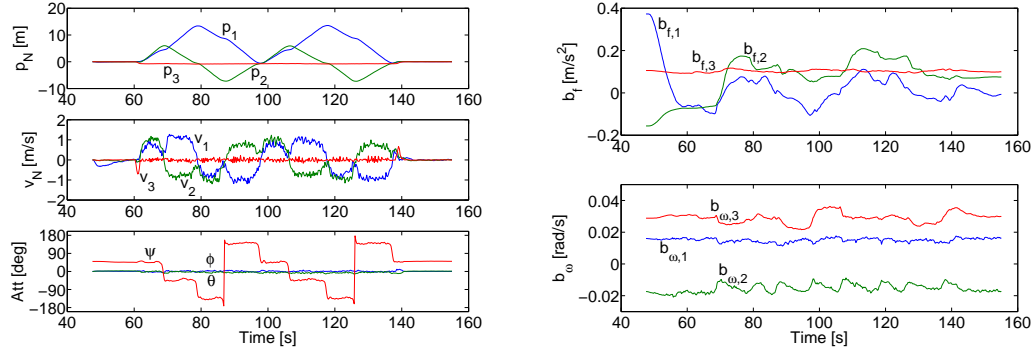 p_N [m]
20
10
0
−10
p_1
p_3
p_2
40 60 80 100 120 140 160
v_N [m/s]
2
1
0
−1
−2
v_1
v_3
v_2
40 60 80 100 120 140 160
Att [deg]
180
90
0
−90
−180
ψ
ϕ
θ
40 60 80 100 120 140 160
Time [s]
b_f [m/s²]
0.4
0.2
0
−0.2
b_f,1
b_f,3
b_f,2
40 60 80 100 120 140 160
Time [s]
b_ω [rad/s]
0.04
0.02
0
−0.02
b_ω,3
b_ω,1
b_ω,2
40 60 80 100 120 140 160
Time [s]